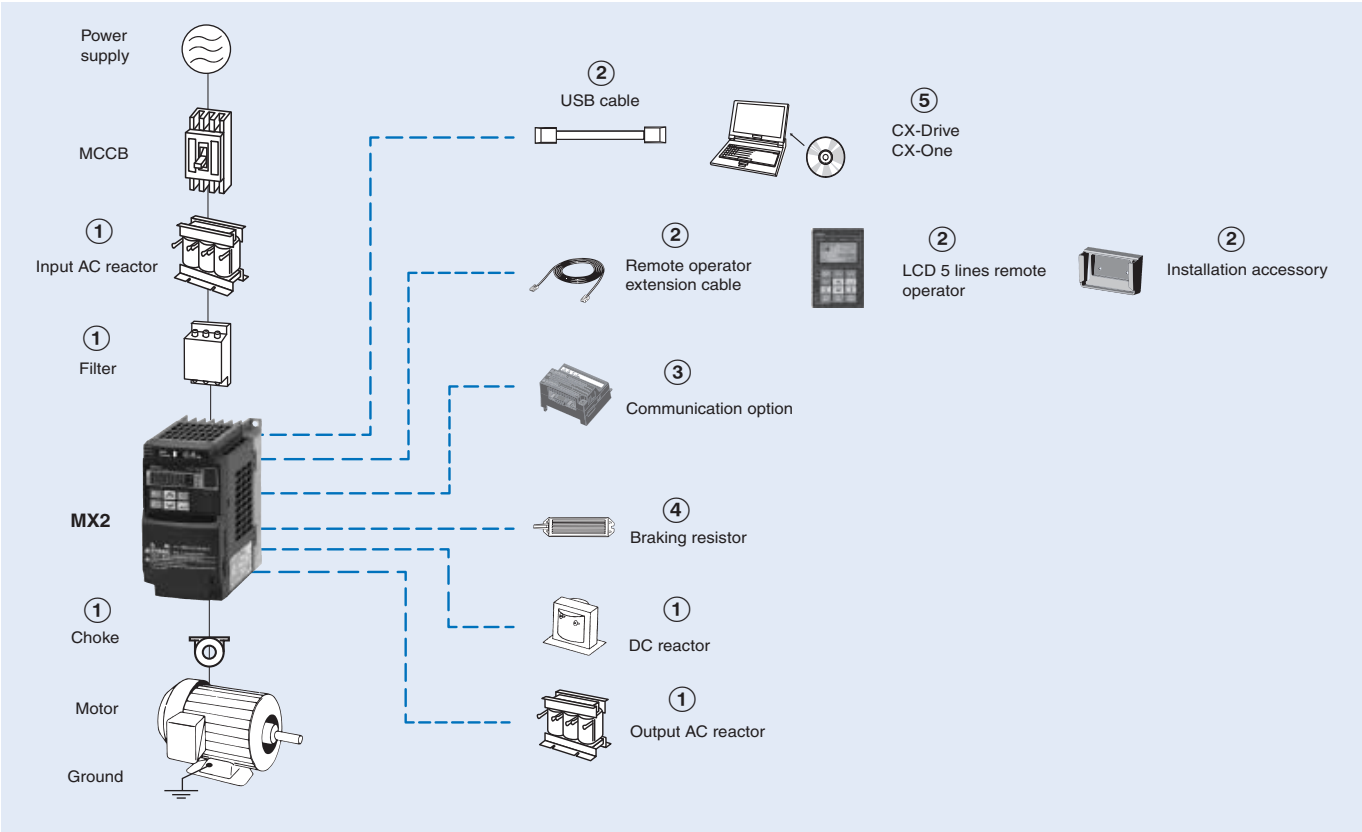 Power
supply
MCCB
1
Input AC reactor
1
Filter
MX2
1
Choke
Motor
Ground
2
USB cable
5
CX-Drive
CX-One
2
Remote operator
extension cable
2
LCD 5 lines remote
operator
2
Installation accessory
3
Communication option
4
Braking resistor
1
DC reactor
1
Output AC reactor